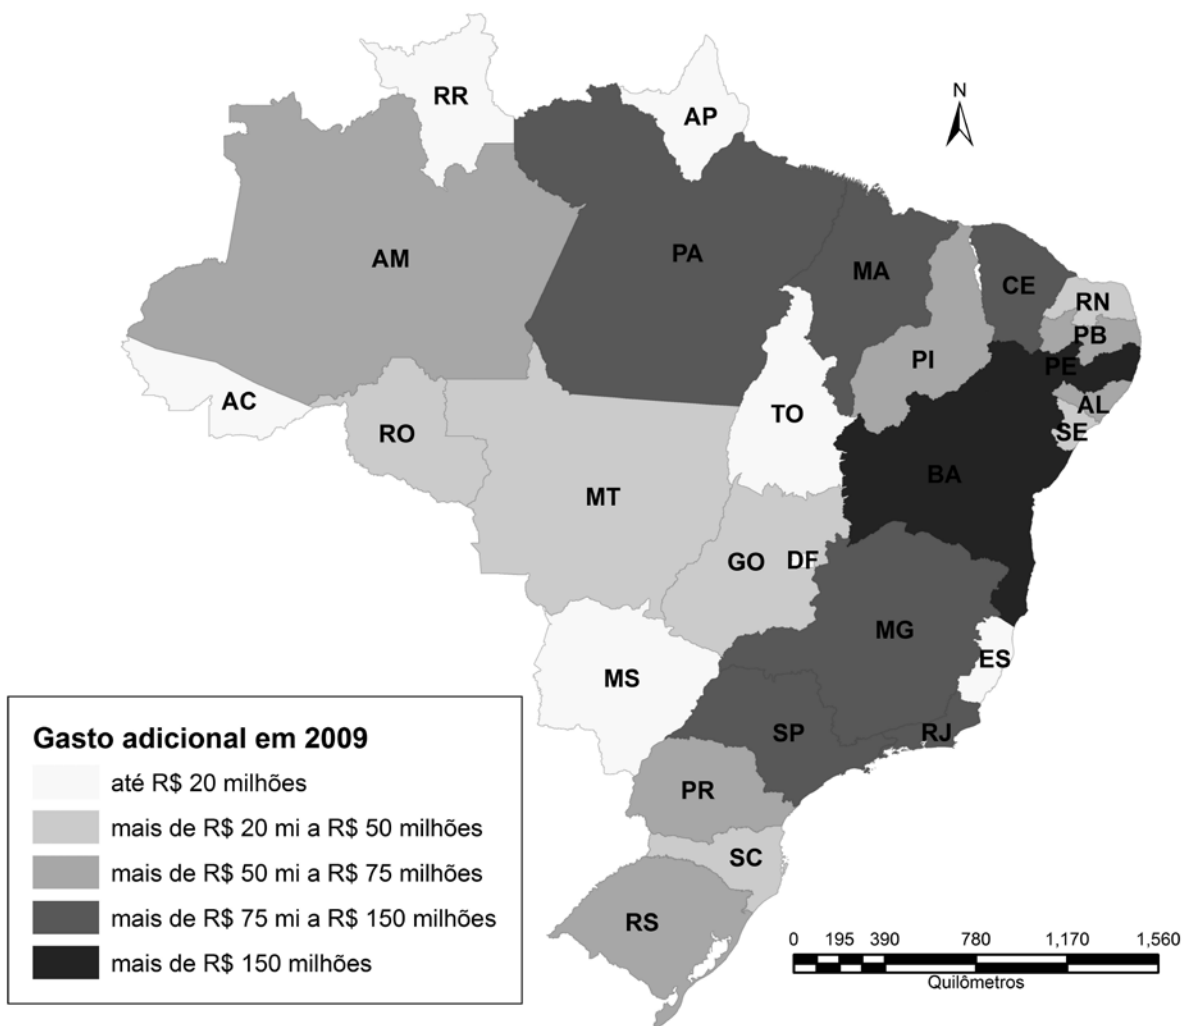 N
RR
AP
AM
PA
MA
CE
RN
PB
PI
PE
AC
TO
AL
RO
SE
BA
MT
GO
DF
MG
ES
MS
SP
RJ
PR
SC
RS
Gasto adicional em 2009
até R$ 20 milhões
mais de R$ 20 mi a R$ 50 milhões
mais de R$ 50 mi a R$ 75 milhões
mais de R$ 75 mi a R$ 150 milhões
mais de R$ 150 milhões
0 195 390 780 1,170 1,560
Quilômetros